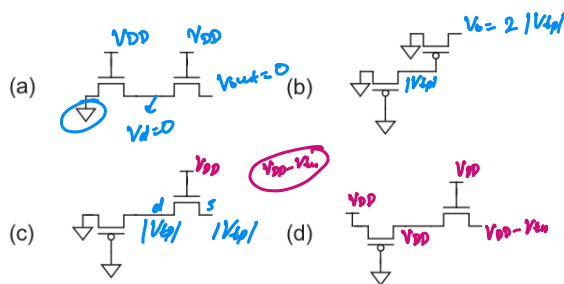 VDD VDD
(a)
Vout=0
Vd=0
(b)
Vo = 2 |Vtp|
|Vtp|
VDD
(c)
d s
|Vtp| |Vtp|
VDD-Vtn
(d)
VDD
VDD
VDD
VDD-Vtn